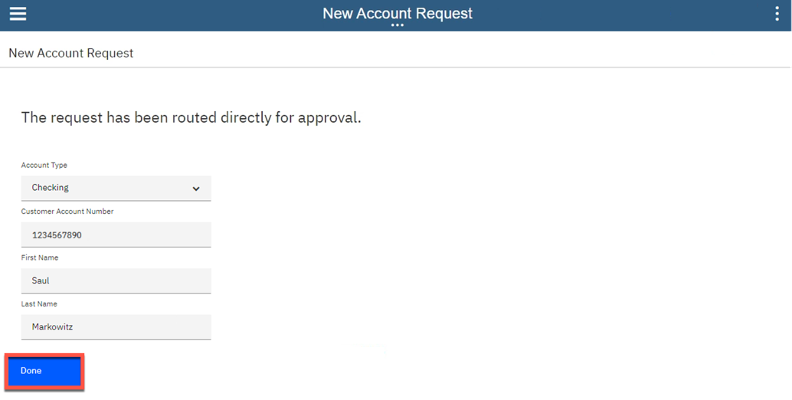 New Account Request
New Account Request
The request has been routed directly for approval.
Account Type
Checking
Customer Account Number
1234567890
First Name
Saul
Last Name
Markowitz
Done